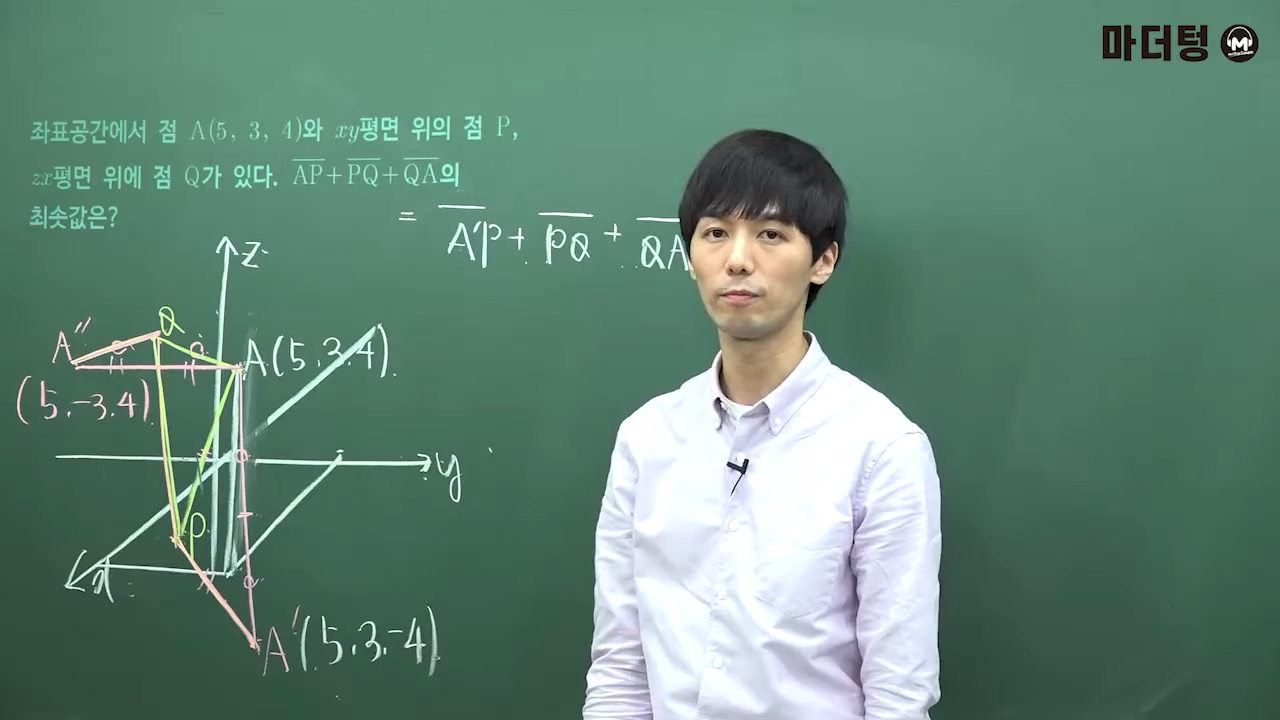 마더텅 M
좌표공간에서 점 A(5, 3, 4)와 xy평면 위의 점 P,
zx평면 위에 점 Q가 있다. AP+PQ+QA의
최솟값은?
= A'P+ PQ + QA
z
A'' Q A(5,3,4)
(5,-3,4)
y
P
x
A'(5,3,-4)